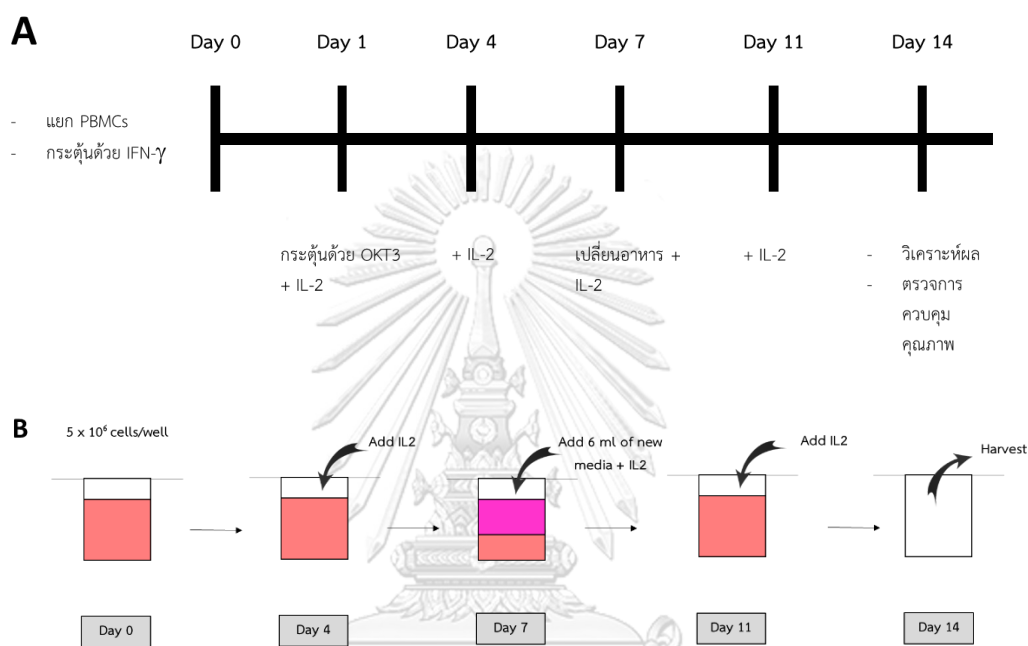 A
Day 0 Day 1 Day 4 Day 7 Day 11 Day 14
- แยก PBMCs
- กระตุ้นด้วย IFN-γ
กระตุ้นด้วย OKT3
+ IL-2
+ IL-2
เปลี่ยนอาหาร +
IL-2
+ IL-2
- วิเคราะห์ผล
- ตรวจการ
ควบคุม
คุณภาพ
B
5 x 10⁶ cells/well
Add IL2
Add 6 ml of new
media + IL2
Add IL2
Harvest
Day 0 Day 4 Day 7 Day 11 Day 14